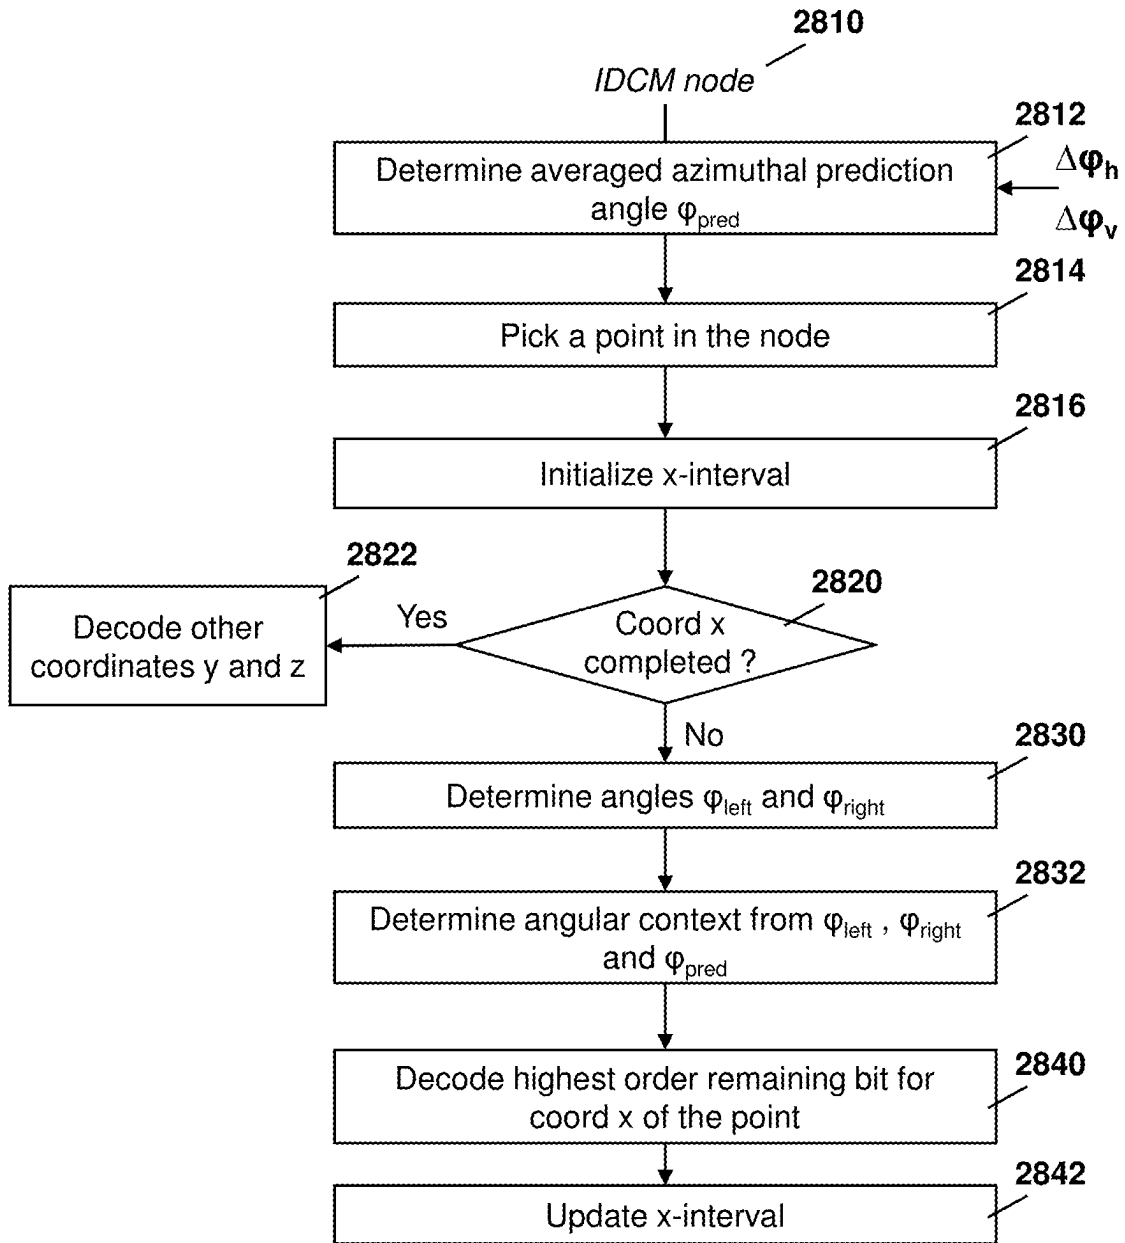 2810
IDCM node
2812
Determine averaged azimuthal prediction
angle φpred
Δφh
Δφv
2814
Pick a point in the node
2816
Initialize x-interval
2822
Decode other
coordinates y and z
Yes
2820
Coord x
completed ?
No
2830
Determine angles φleft and φright
2832
Determine angular context from φleft , φright
and φpred
2840
Decode highest order remaining bit for
coord x of the point
2842
Update x-interval